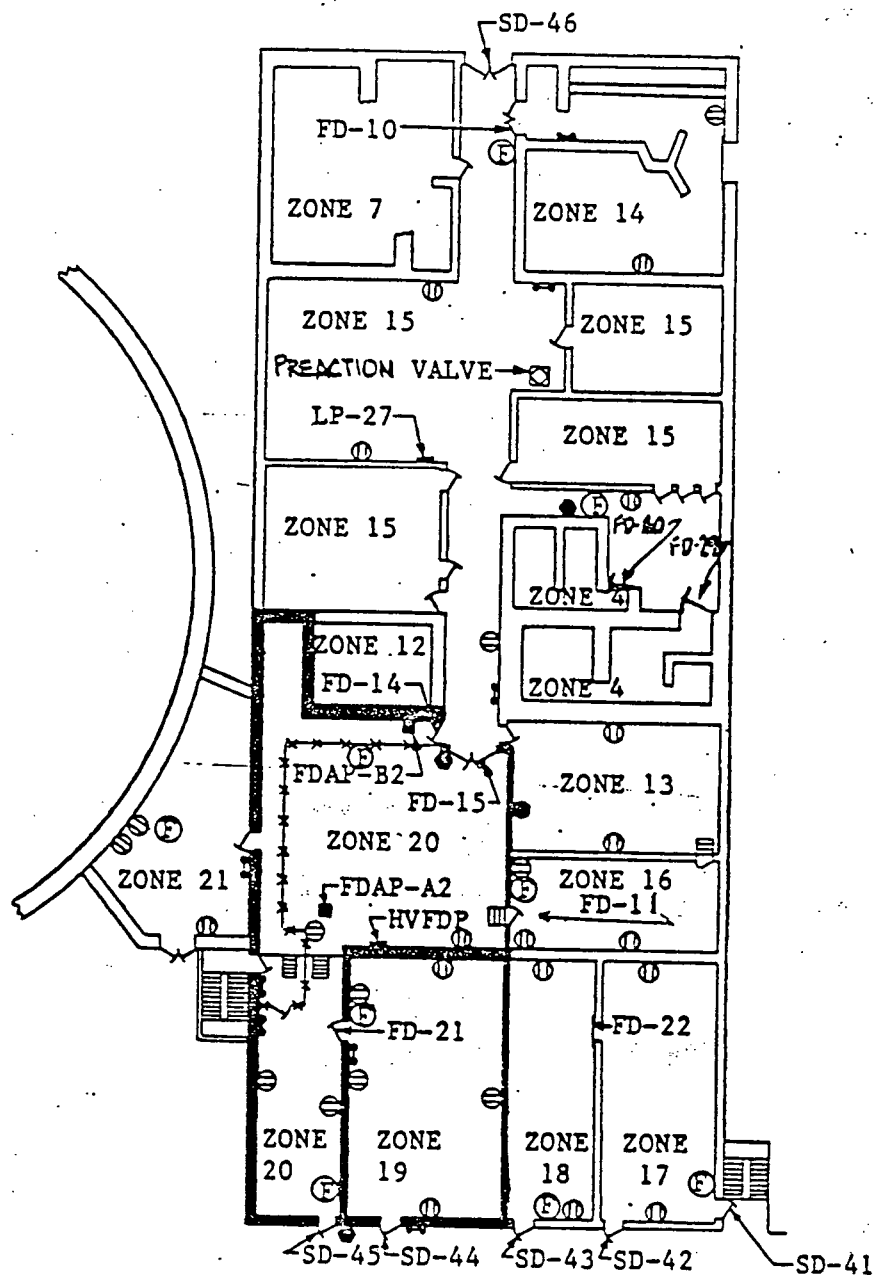 SD-46
FD-10
F
ZONE 7
ZONE 14
ZONE 15
ZONE 15
PREACTION VALVE
LP-27
ZONE 15
ZONE 15
F
ZONE 4
ZONE 12
FD-14
ZONE 4
F
FDAP-B2
FD-15
ZONE 13
ZONE 20
F
ZONE 21
FDAP-A2
F
ZONE 16
FD-11
HVFDP
F
FD-21
FD-22
ZONE
20
ZONE
19
ZONE
18
ZONE
17
F
F
F
SD-45
SD-44
SD-43
SD-42
SD-41